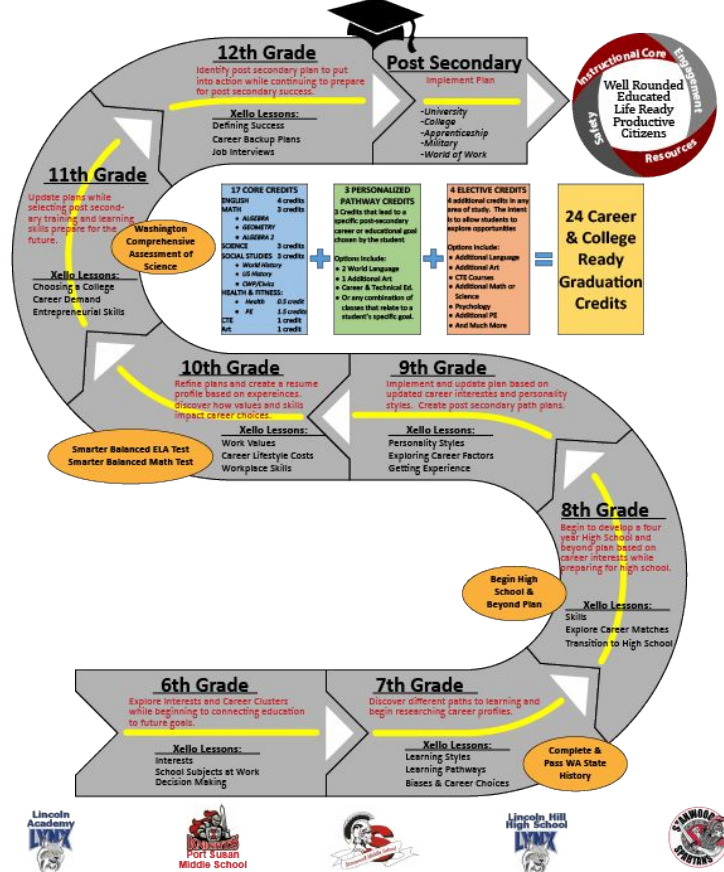 12th Grade
Identify post secondary plan to put
into action while continuing to prepare
for post secondary success.
Xello Lessons:
Defining Success
Career Backup Plans
Job Interviews
Post Secondary
Implement Plan
-University
-College
-Apprenticeship
-Military
-World of Work
Instructional Core
Engagement
Safety
Resources
Well Rounded
Educated
Life Ready
Productive
Citizens
11th Grade
Update plans while
selecting post second-
ary training and learning
skills prepare for the
future.
Xello Lessons:
Choosing a College
Career Demand
Entrepreneurial Skills
Washington
Comprehensive
Assessment of
Science
17 CORE CREDITS
ENGLISH 4 credits
MATH 3 credits
• ALGEBRA
• GEOMETRY
• ALGEBRA 2
SCIENCE 3 credits
SOCIAL STUDIES 3 credits
• World History
• US History
• CWP/Civics
HEALTH & FITNESS:
• Health 0.5 credit
• PE 1.5 credits
CTE 1 credit
Art 1 credit
+
3 PERSONALIZED
PATHWAY CREDITS
3 Credits that lead to a
specific post-secondary
career or educational goal
chosen by the student
Options Include:
• 2 World Language
• 1 Additional Art
• Career & Technical Ed.
• Or any combination of
classes that relate to a
student's specific goal.
+
4 ELECTIVE CREDITS
4 additional credits in any
area of study. The intent
is to allow students to
explore opportunities
Options Include:
• Additional Language
• Additional Art
• CTE Courses
• Additional Math or
Science
• Psychology
• Additional PE
• And Much More
=
24 Career
& College
Ready
Graduation
Credits
10th Grade
Refine plans and create a resume
profile based on expereinces.
discover how values and skills
impact career choices.
Xello Lessons:
Work Values
Career Lifestyle Costs
Workplace Skills
Smarter Balanced ELA Test
Smarter Balanced Math Test
9th Grade
Implement and update plan based on
updated career interestes and personality
styles. Create post secondary path plans.
Xello Lessons:
Personality Styles
Exploring Career Factors
Getting Experience
8th Grade
Begin to develop a four
year High School and
beyond plan based on
career interests while
preparing for high school.
Xello Lessons:
Skills
Explore Career Matches
Transition to High School
Begin High
School &
Beyond Plan
6th Grade
Explore Interests and Career Clusters
while beginning to connecting education
to future goals.
Xello Lessons:
Interests
School Subjects at Work
Decision Making
7th Grade
Discover different paths to learning and
begin researching career profiles.
Xello Lessons:
Learning Styles
Learning Pathways
Biases & Career Choices
Complete &
Pass WA State
History
Lincoln
Academy
LYNX
KNIGHTS
Port Susan
Middle School
S
Stanwood Middle School
Lincoln Hill
High School
LYNX
STANWOOD
SPARTANS